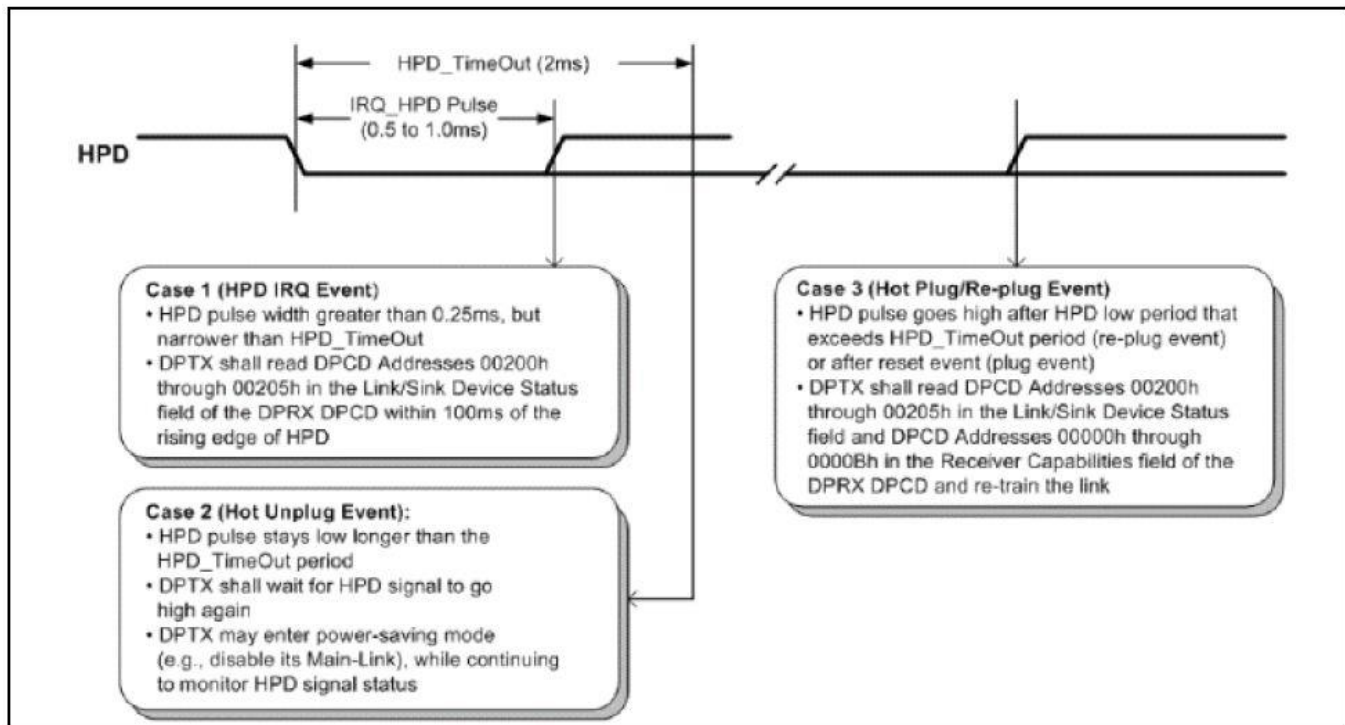 HPD_TimeOut (2ms)
IRQ_HPD Pulse
(0.5 to 1.0ms)
HPD
Case 1 (HPD IRQ Event)
• HPD pulse width greater than 0.25ms, but
narrower than HPD_TimeOut
• DPTX shall read DPCD Addresses 00200h
through 00205h in the Link/Sink Device Status
field of the DPRX DPCD within 100ms of the
rising edge of HPD
Case 2 (Hot Unplug Event):
• HPD pulse stays low longer than the
HPD_TimeOut period
• DPTX shall wait for HPD signal to go
high again
• DPTX may enter power-saving mode
(e.g., disable its Main-Link), while continuing
to monitor HPD signal status
Case 3 (Hot Plug/Re-plug Event)
• HPD pulse goes high after HPD low period that
exceeds HPD_TimeOut period (re-plug event)
or after reset event (plug event)
• DPTX shall read DPCD Addresses 00200h
through 00205h in the Link/Sink Device Status
field and DPCD Addresses 00000h through
0000Bh in the Receiver Capabilities field of the
DPRX DPCD and re-train the link